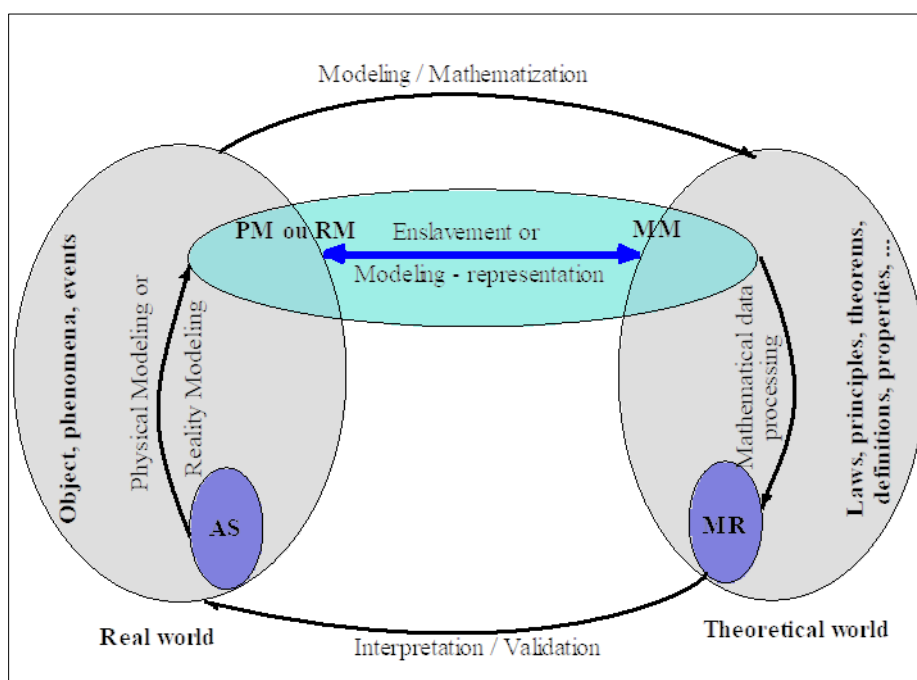 Modeling / Mathematization
PM ou RM
Enslavement or
MM
Modeling - representation
Object, phenomena, events
Physical Modeling or
Reality Modeling
Mathematical data
processing
Laws, principles, theorems,
definitions, properties, ...
AS
MR
Real world
Theoretical world
Interpretation / Validation